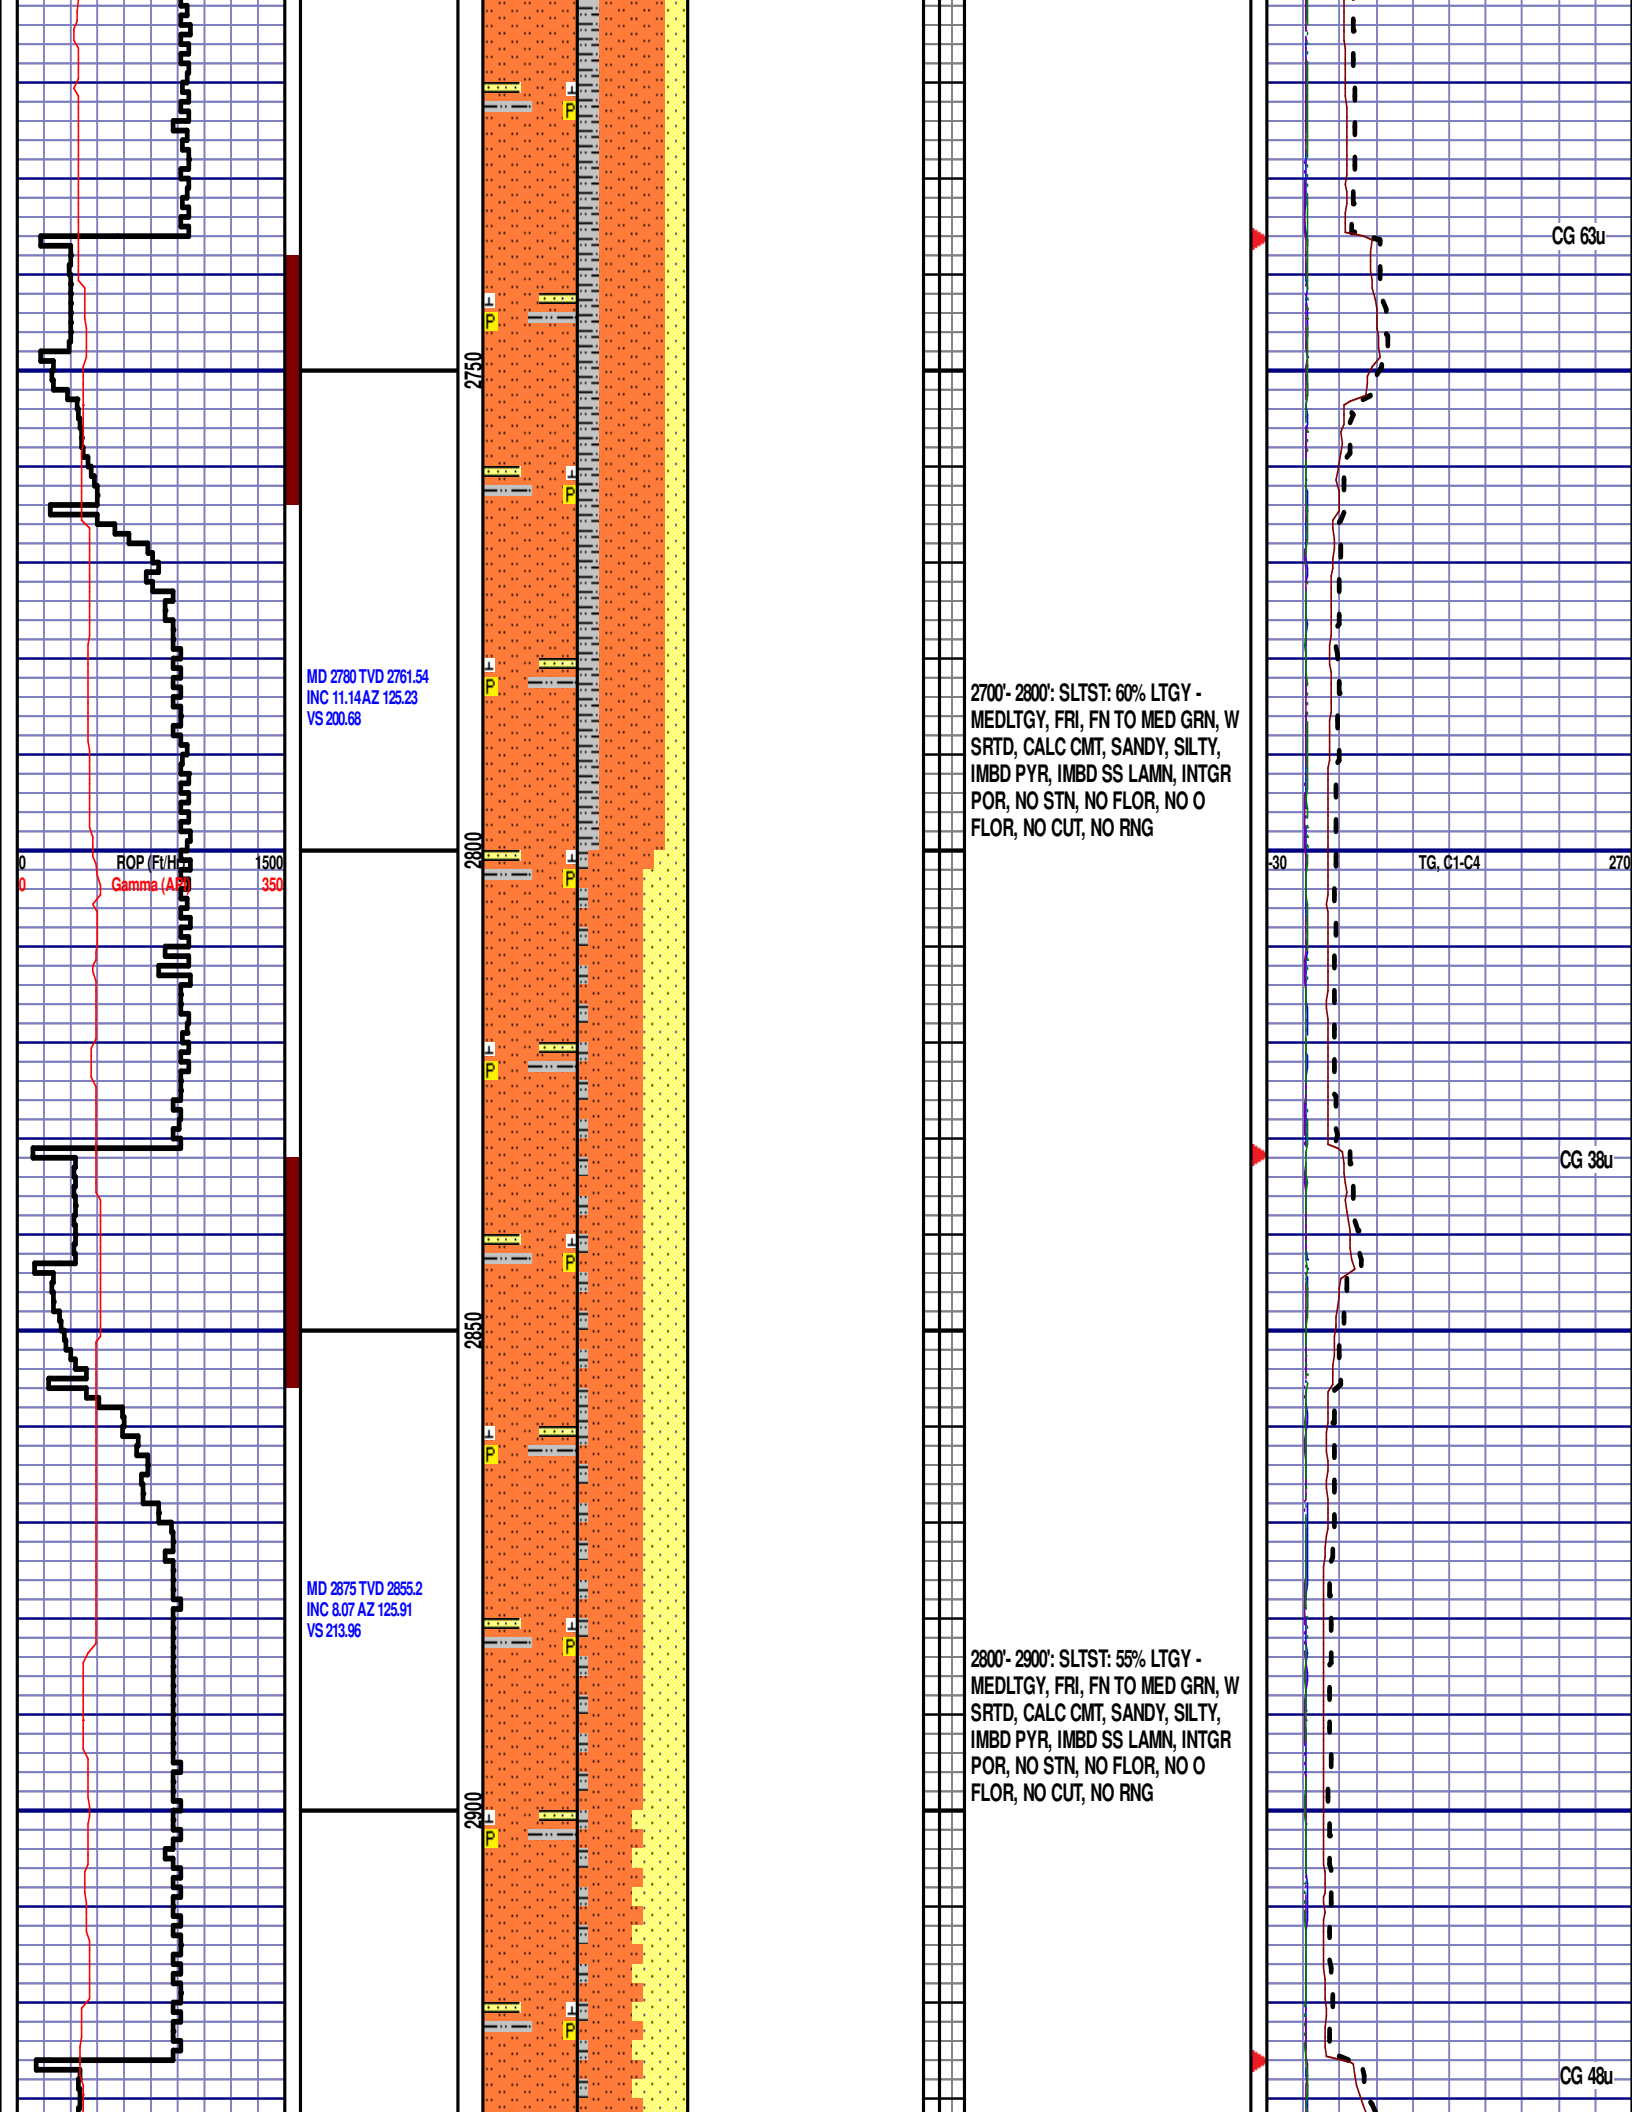 CG 63u
2750
MD 2780 TVD 2761.54
INC 11.14 AZ 125.23
VS 200.68
2700'- 2800': SLTST: 60% LTGY -
MEDLTGY, FRI, FN TO MED GRN, W
SRTD, CALC CMT, SANDY, SILTY,
IMBD PYR, IMBD SS LAMN, INTGR
POR, NO STN, NO FLOR, NO O
FLOR, NO CUT, NO RNG
2800
0 ROP (Ft/H 1500
0 Gamma (AP 350
-30 TG, C1-C4 270
CG 38u
2850
MD 2875 TVD 2855.2
INC 8.07 AZ 125.91
VS 213.96
2800'- 2900': SLTST: 55% LTGY -
MEDLTGY, FRI, FN TO MED GRN, W
SRTD, CALC CMT, SANDY, SILTY,
IMBD PYR, IMBD SS LAMN, INTGR
POR, NO STN, NO FLOR, NO O
FLOR, NO CUT, NO RNG
2900
CG 48u
P
P
P
P
P
P
P
P
P
P
P